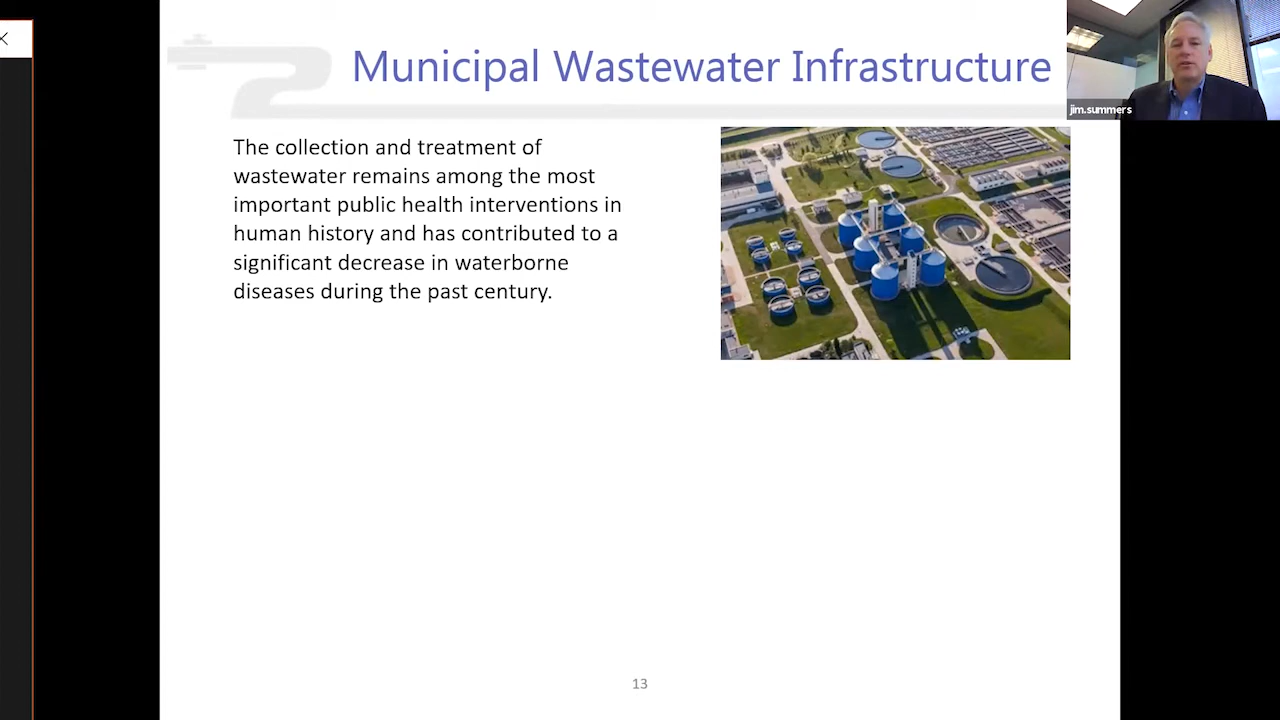 Municipal Wastewater Infrastructure
jim.summers
The collection and treatment of
wastewater remains among the most
important public health interventions in
human history and has contributed to a
significant decrease in waterborne
diseases during the past century.
13